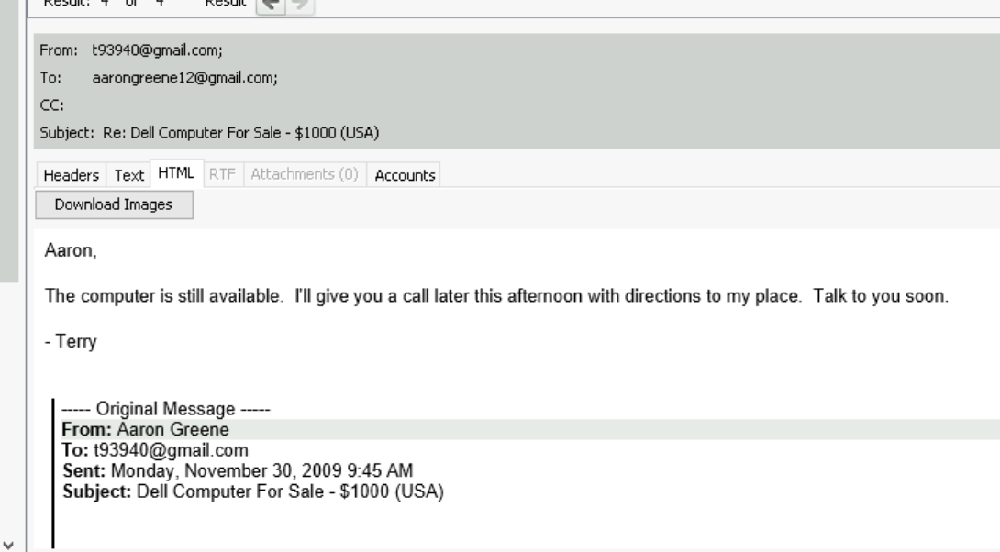 Result: 4 of 4 Result
From: t93940@gmail.com;
To: aarongreene12@gmail.com;
CC:
Subject: Re: Dell Computer For Sale - $1000 (USA)
Headers Text HTML RTF Attachments (0) Accounts
Download Images
Aaron,
The computer is still available. I'll give you a call later this afternoon with directions to my place. Talk to you soon.
- Terry
----- Original Message -----
From: Aaron Greene
To: t93940@gmail.com
Sent: Monday, November 30, 2009 9:45 AM
Subject: Dell Computer For Sale - $1000 (USA)